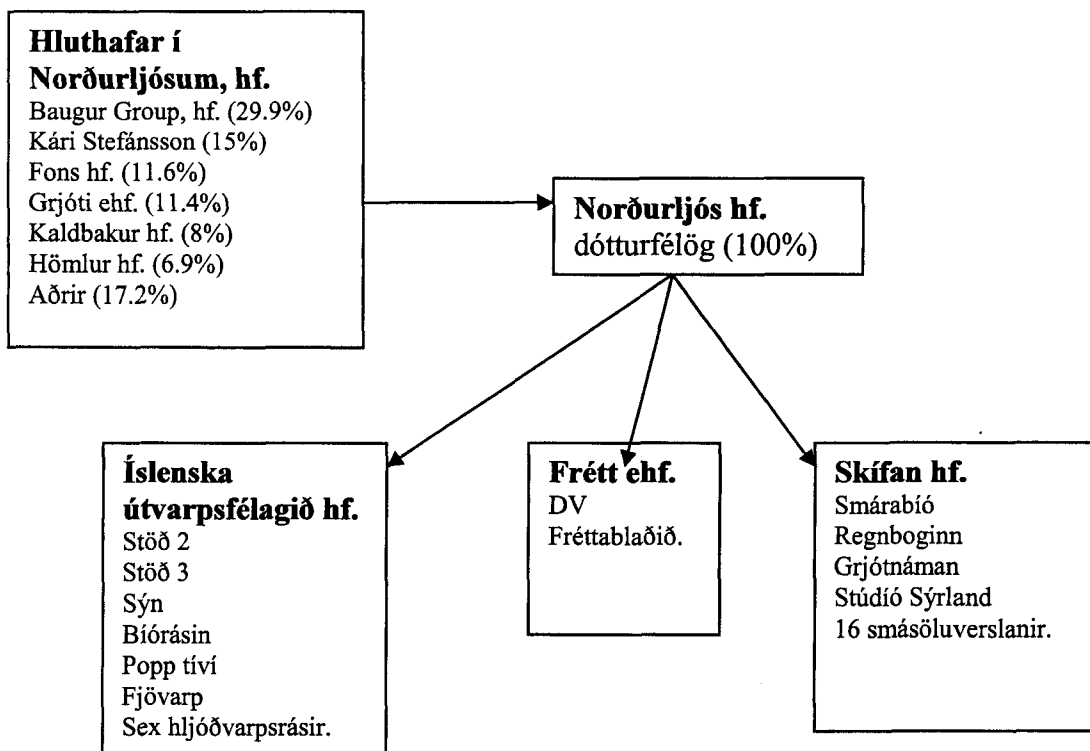 Hluthafar í
Norðurljósum, hf.
Baugur Group, hf. (29.9%)
Kári Stefánsson (15%)
Fons hf. (11.6%)
Grjóti ehf. (11.4%)
Kaldbakur hf. (8%)
Hömlur hf. (6.9%)
Aðrir (17.2%)
Norðurljós hf.
dótturfélög (100%)
Íslenska
útvarpsfélagið hf.
Stöð 2
Stöð 3
Sýn
Bíórásin
Popp tíví
Fjövarp
Sex hljóðvarpsrásir.
Frétt ehf.
DV
Fréttablaðið.
Skífan hf.
Smárabíó
Regnboginn
Grjótnáman
Stúdíó Sýrland
16 smásöluverslanir.